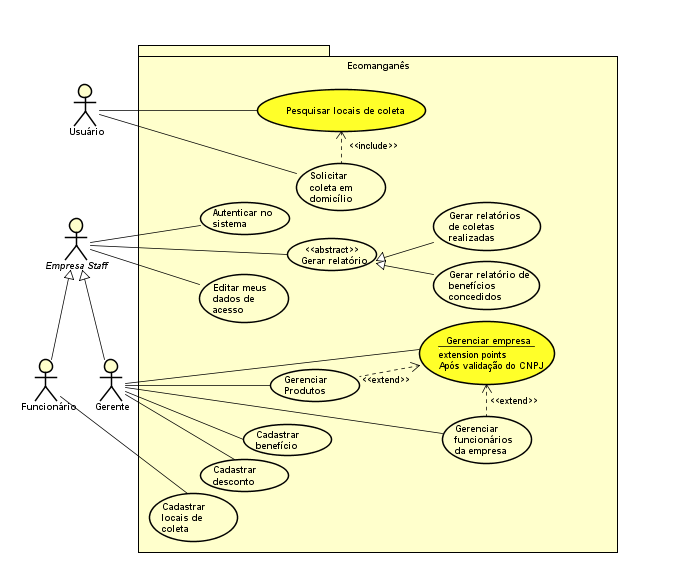 Ecomanganês
Pesquisar locais de coleta
Usuário
<<include>>
Solicitar
coleta em
domicílio
Autenticar no
sistema
Gerar relatórios
de coletas
realizadas
<<abstract>>
Gerar relatório
Empresa Staff
Gerar relatório de
benefícios
concedidos
Editar meus
dados de
acesso
Gerenciar empresa
extension points
Após validação do CNPJ
Gerenciar
Produtos
<<extend>>
Funcionário
Gerente
<<extend>>
Gerenciar
funcionários
da empresa
Cadastrar
benefício
Cadastrar
desconto
Cadastrar
locais de
coleta